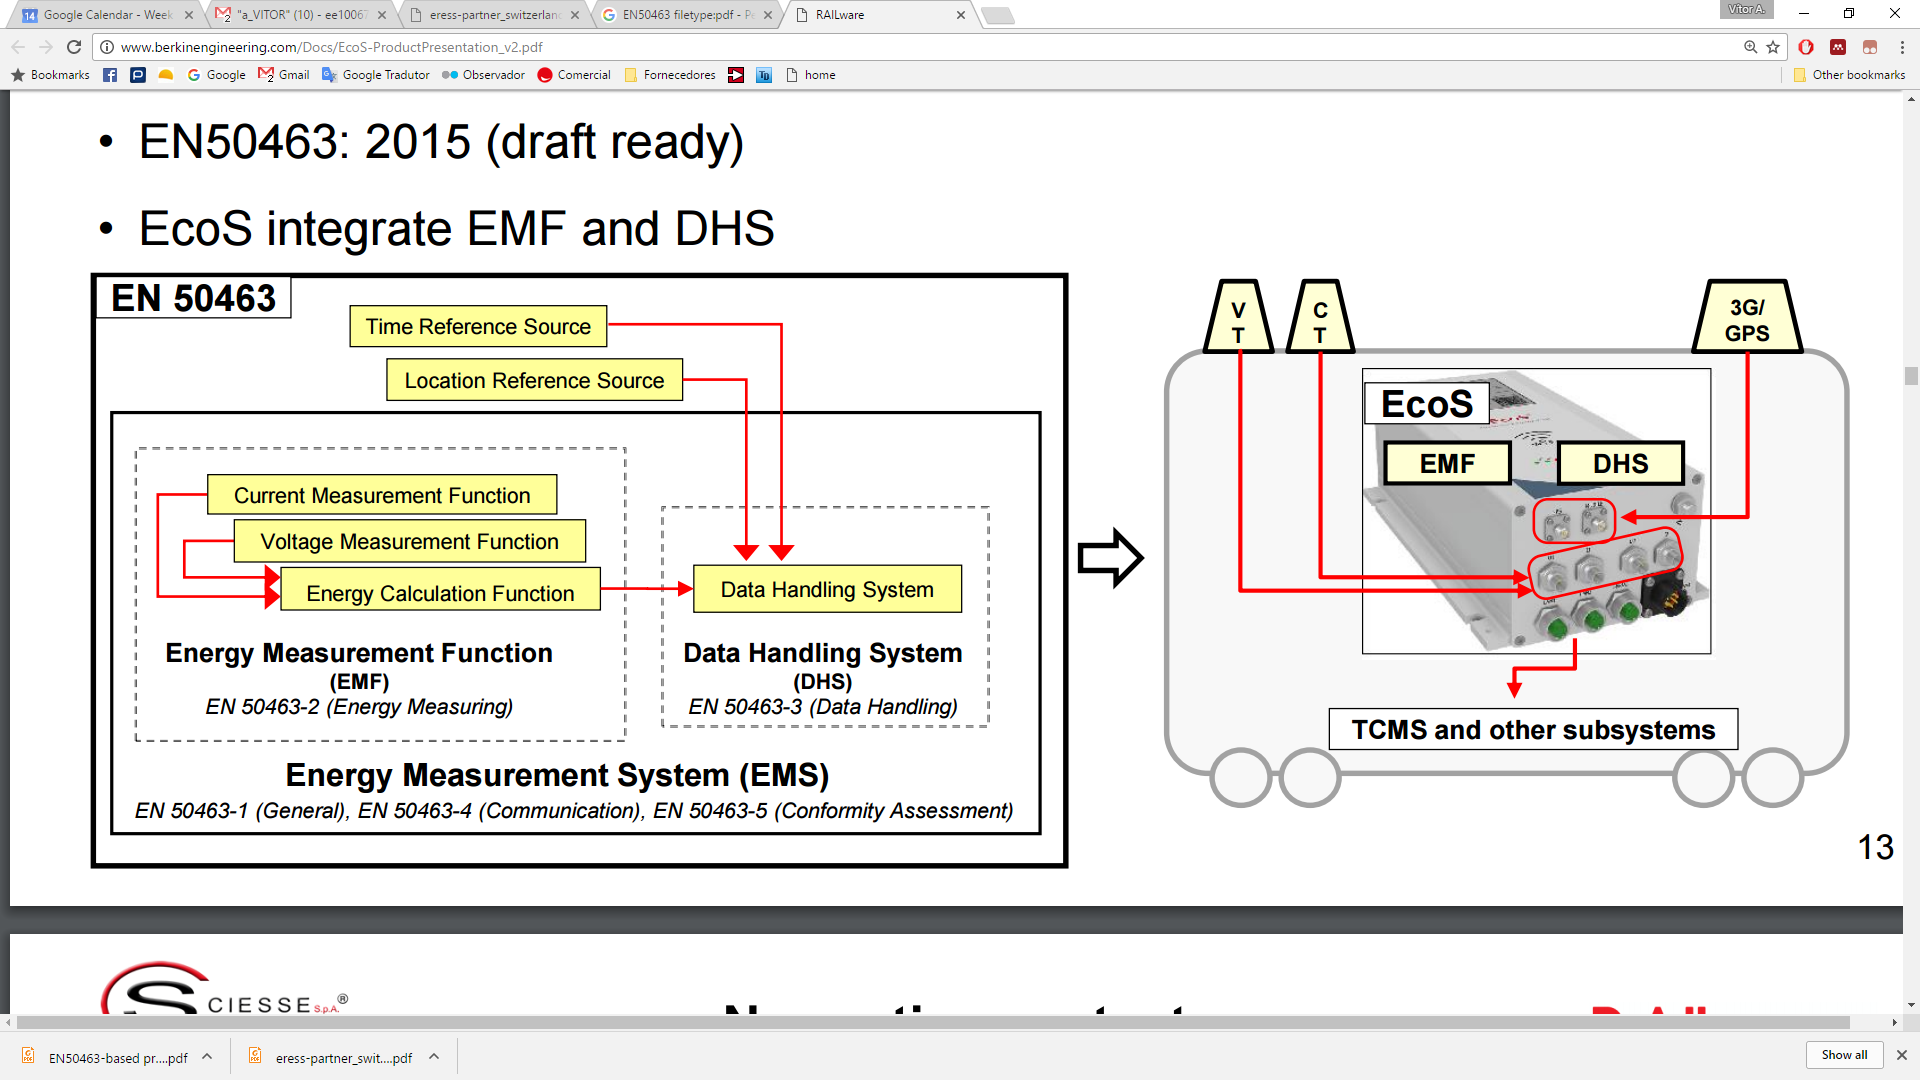 Google Calendar - Week
"a_VITOR" (10) - ee1006
eress-partner_switzerlan
EN50463 filetype:pdf - P
RAILware
Vítor A.
www.berkinengineering.com/Docs/EcoS-ProductPresentation_v2.pdf
Bookmarks
Google
Gmail
Google Tradutor
Observador
Comercial
Fornecedores
home
Other bookmarks
• EN50463: 2015 (draft ready)
• EcoS integrate EMF and DHS
EN 50463
Time Reference Source
Location Reference Source
Current Measurement Function
Voltage Measurement Function
Energy Calculation Function
Energy Measurement Function
(EMF)
EN 50463-2 (Energy Measuring)
Data Handling System
Data Handling System
(DHS)
EN 50463-3 (Data Handling)
Energy Measurement System (EMS)
EN 50463-1 (General), EN 50463-4 (Communication), EN 50463-5 (Conformity Assessment)
V
T
C
T
3G/
GPS
EcoS
EMF
DHS
TCMS and other subsystems
13
CIESSE S.p.A.®
EN50463-based pr....pdf
eress-partner_swit....pdf
Show all